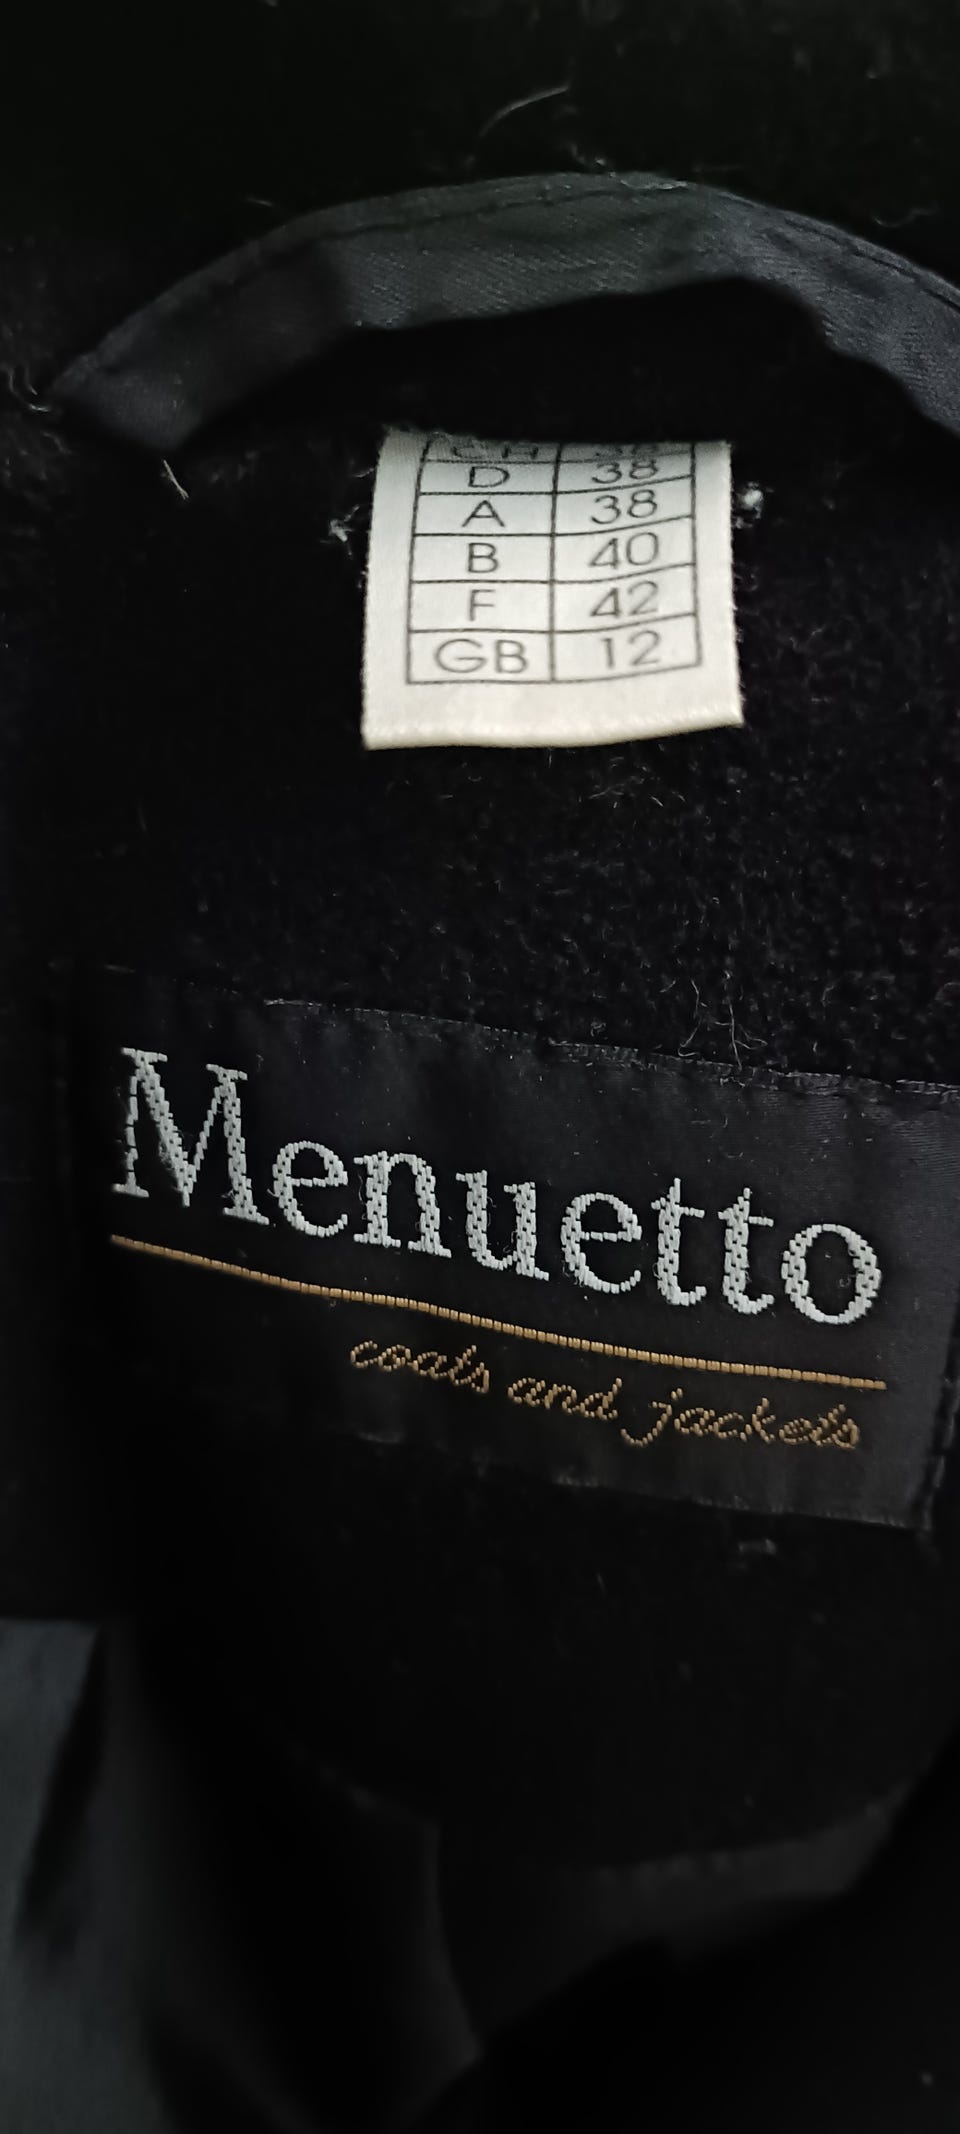 D 38
A 38
B 40
F 42
GB 12
Menuetto
coats and jackets